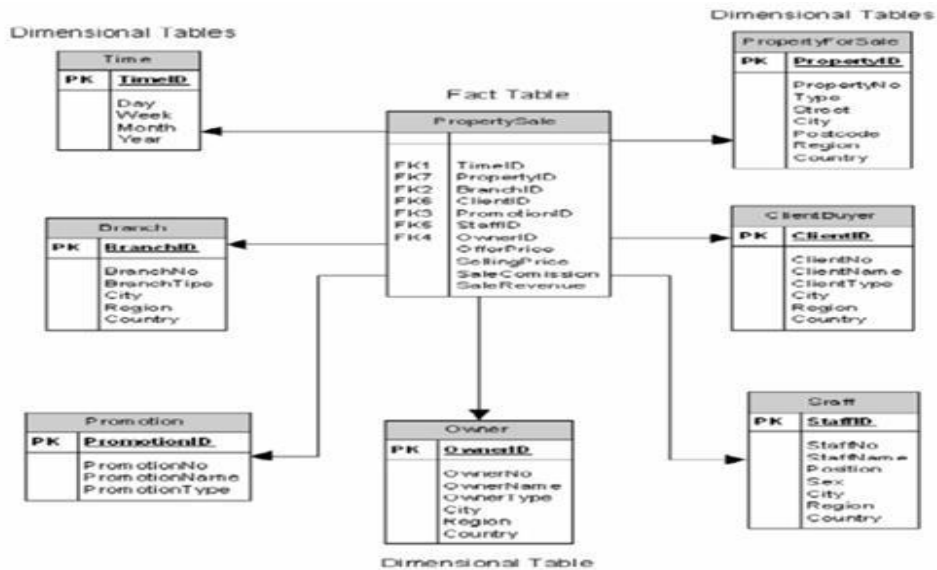 Dimensional Tables
Time
PK TimeID
Day
Week
Month
Year
Branch
PK BranchID
BranchNo
BranchTipe
City
Region
Country
Promotion
PK PromotionID
PromotionNo
PromotionName
PromotionType
Fact Table
PropertySale
FK1 TimeID
FK7 PropertyID
FK2 BranchID
FK6 ClientID
FK3 PromotionID
FK5 StaffID
FK4 OwnerID
OfferPrice
SellingPrice
SaleComission
SaleRevenue
Owner
PK OwnerID
OwnerNo
OwnerName
OwnerType
City
Region
Country
Dimensional Table
Dimensional Tables
PropertyForSale
PK PropertyID
PropertyNo
Type
Street
City
Postcode
Region
Country
ClientBuyer
PK ClientID
ClientNo
ClientName
ClientType
City
Region
Country
Staff
PK StaffID
StaffNo
StaffName
Position
Sex
City
Region
Country